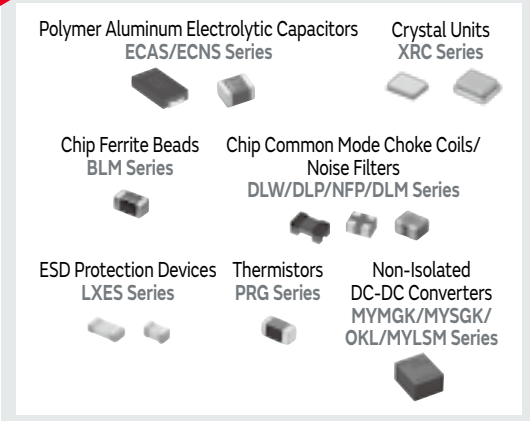 Polymer Aluminum Electrolytic Capacitors
ECAS/ECNS Series
Crystal Units
XRC Series
Chip Ferrite Beads
BLM Series
Chip Common Mode Choke Coils/
Noise Filters
DLW/DLP/NFP/DLM Series
ESD Protection Devices
LXES Series
Thermistors
PRG Series
Non-Isolated
DC-DC Converters
MYMGK/MYSGK/
OKL/MYLSM Series